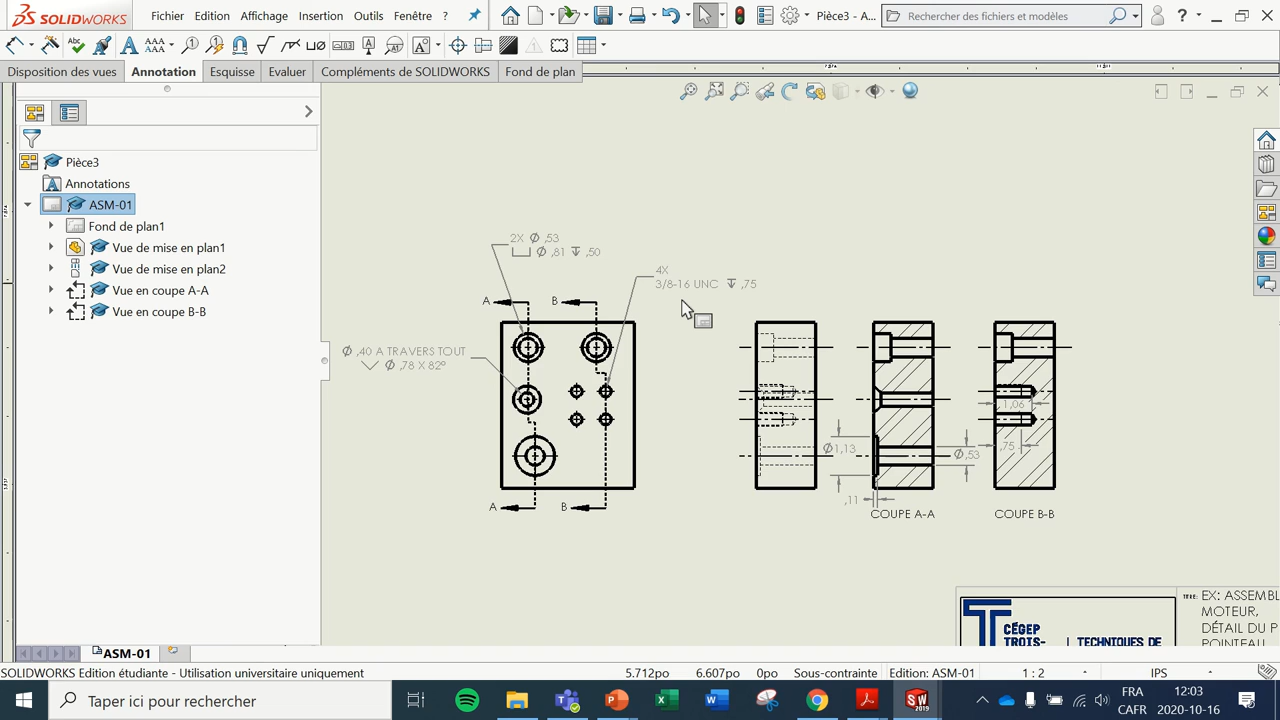 SOLIDWORKS
Fichier Edition Affichage Insertion Outils Fenêtre ?
Pièce3 - A...
Rechercher des fichiers et modèles
?
Disposition des vues
Annotation
Esquisse
Evaluer
Compléments de SOLIDWORKS
Fond de plan
Pièce3
Annotations
ASM-01
Fond de plan1
Vue de mise en plan1
Vue de mise en plan2
Vue en coupe A-A
Vue en coupe B-B
2X Ø ,53
⌴ Ø ,81 ↧ ,50
4X
3/8-16 UNC ↧ ,75
A
B
Ø ,40 A TRAVERS TOUT
⌵ Ø ,78 X 82°
A
B
Ø1,13
,11
Ø,53
1,06
,75
COUPE A-A
COUPE B-B
CÉGEP
TROIS-
TECHNIQUES DE
TITRE:
EX: ASSEMBL
MOTEUR,
DÉTAIL DU P
POINTEAU
ASM-01
SOLIDWORKS Edition étudiante - Utilisation universitaire uniquement
5.712po 6.607po 0po Sous-contrainte Edition: ASM-01 1 : 2 IPS
Taper ici pour rechercher
FRA
CAFR
12:03
2020-10-16